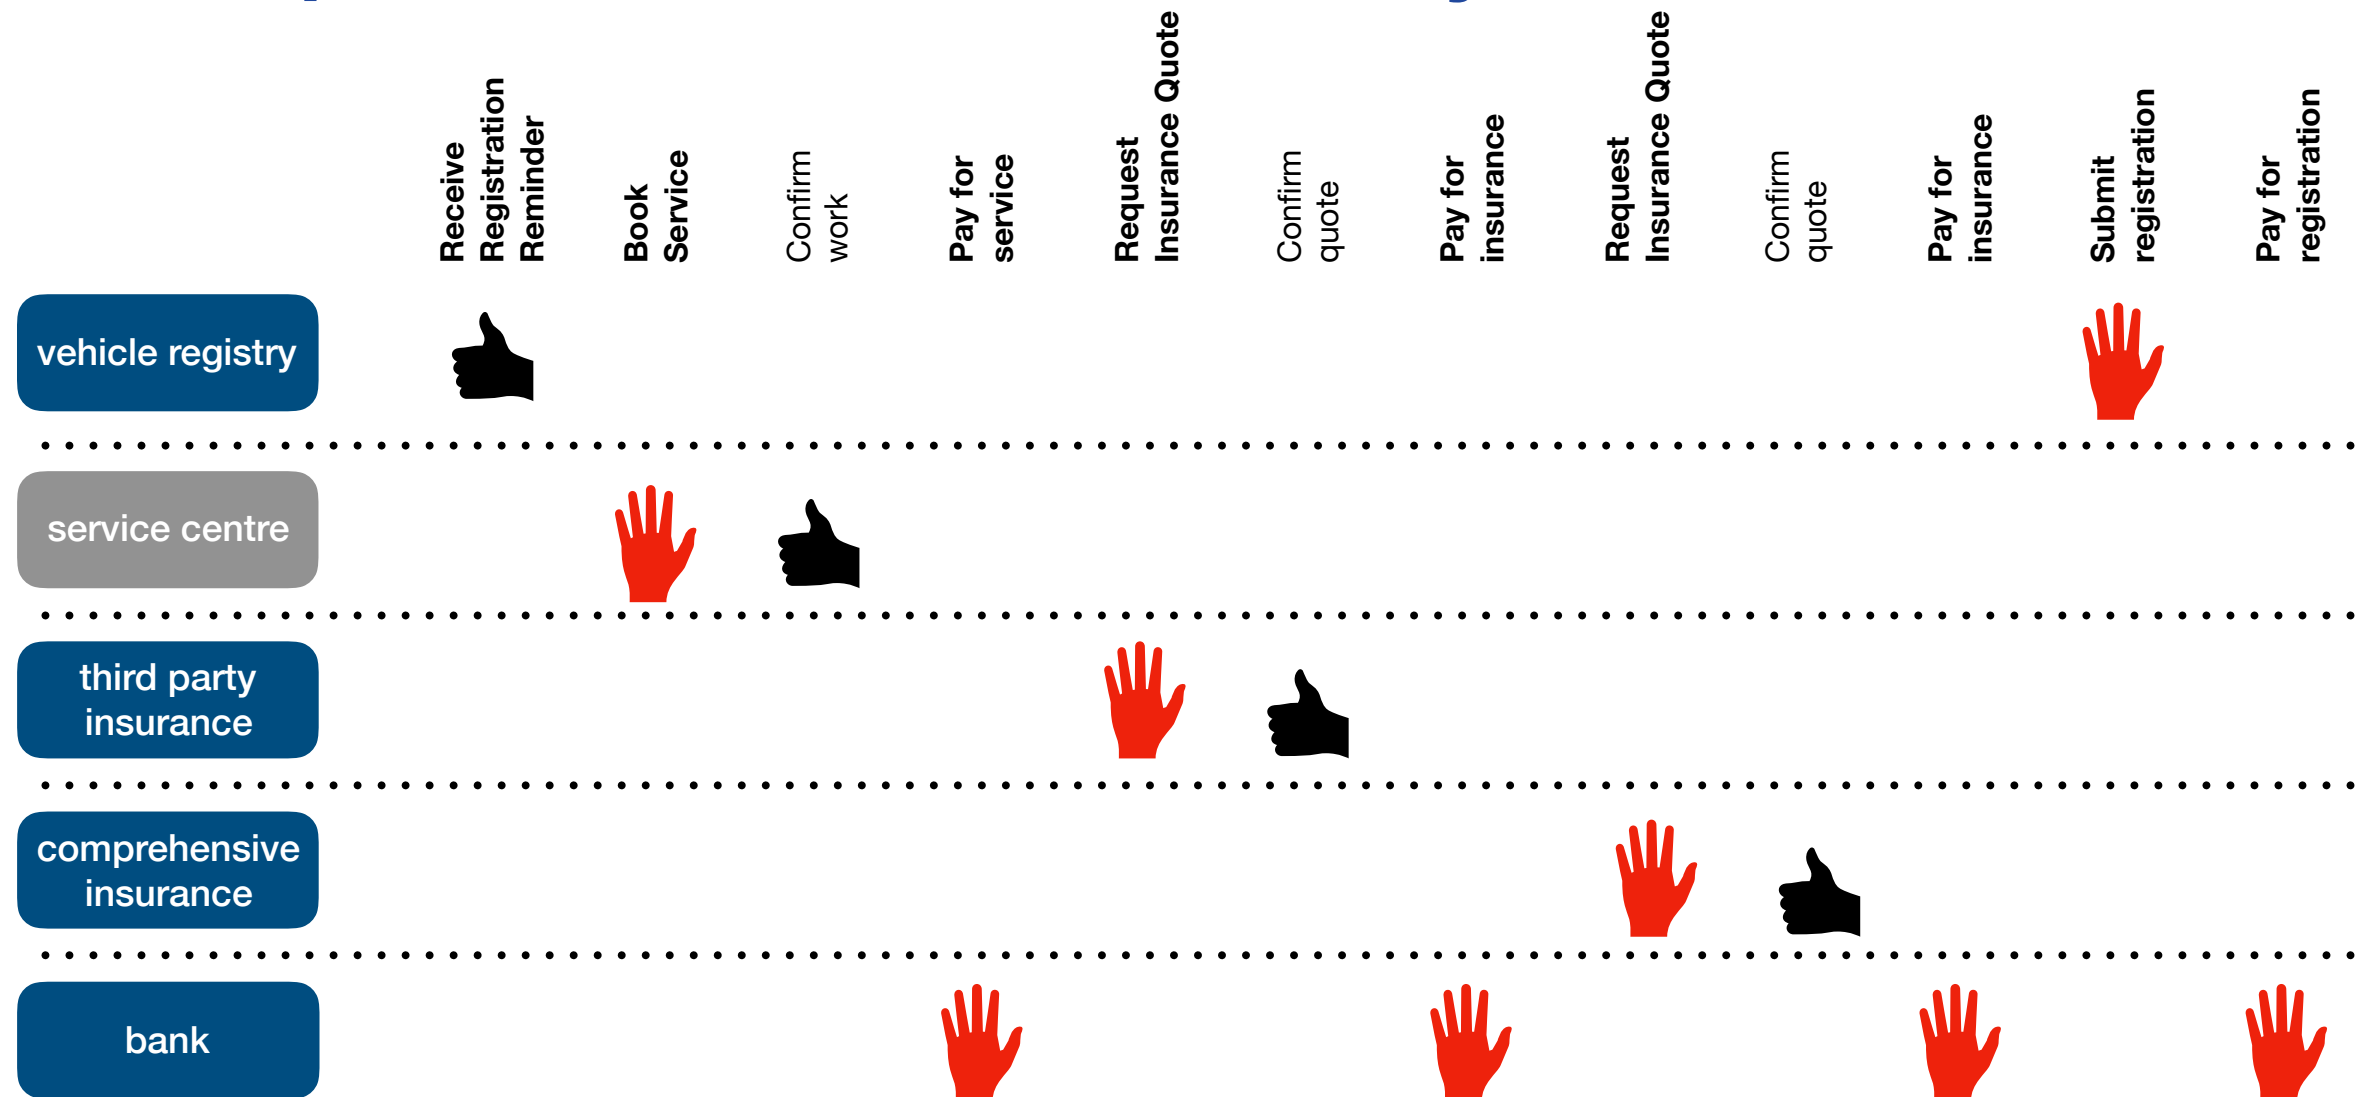 Receive
Registration
Reminder
Book
Service
Confirm
work
Pay for
service
Request
Insurance Quote
Confirm
quote
Pay for
insurance
Request
Insurance Quote
Confirm
quote
Pay for
insurance
Submit
registration
Pay for
registration
vehicle registry
service centre
third party
insurance
comprehensive
insurance
bank